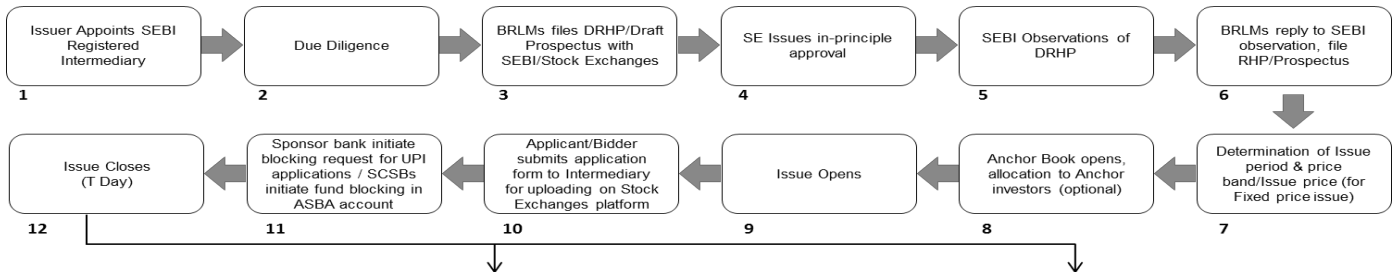 Issuer Appoints SEBI
Registered
Intermediary
1
Due Diligence
2
BRLMs files DRHP/Draft
Prospectus with
SEBI/Stock Exchanges
3
SE Issues in-principle
approval
4
SEBI Observations of
DRHP
5
BRLMs reply to SEBI
observation, file
RHP/Prospectus
6
Determination of Issue
period & price
band/Issue price (for
Fixed price issue)
7
Anchor Book opens,
allocation to Anchor
investors (optional)
8
Issue Opens
9
Applicant/Bidder
submits application
form to Intermediary
for uploading on Stock
Exchanges platform
10
Sponsor bank initiate
blocking request for UPI
applications / SCSBs
initiate fund blocking in
ASBA account
11
Issue Closes
(T Day)
12